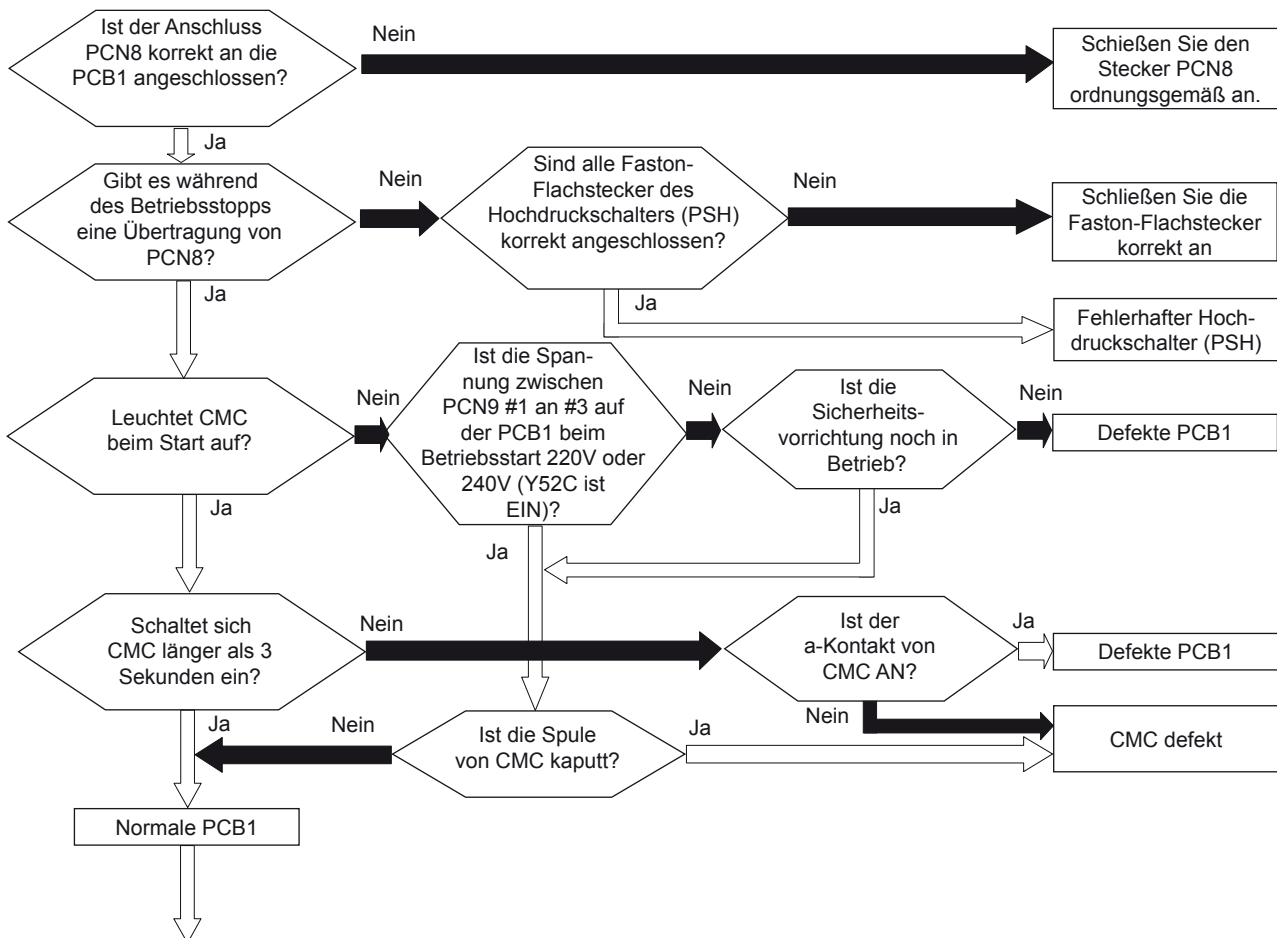 Ist der Anschluss
PCN8 korrekt an die
PCB1 angeschlossen?
Nein
Schießen Sie den
Stecker PCN8
ordnungsgemäß an.
Ja
Gibt es während
des Betriebsstopps
eine Übertragung von
PCN8?
Nein
Sind alle Faston-
Flachstecker des
Hochdruckschalters (PSH)
korrekt angeschlossen?
Nein
Schließen Sie die
Faston-Flachstecker
korrekt an
Ja
Ja
Fehlerhafter Hoch-
druckschalter (PSH)
Leuchtet CMC
beim Start auf?
Nein
Ist die Span-
nung zwischen
PCN9 #1 an #3 auf
der PCB1 beim
Betriebsstart 220V oder
240V (Y52C ist
EIN)?
Nein
Ist die
Sicherheits-
vorrichtung noch in
Betrieb?
Nein
Defekte PCB1
Ja
Ja
Ja
Schaltet sich
CMC länger als 3
Sekunden ein?
Nein
Ist der
a-Kontakt von
CMC AN?
Ja
Defekte PCB1
Ja
Nein
Ist die Spule
von CMC kaputt?
Ja
Nein
CMC defekt
Normale PCB1